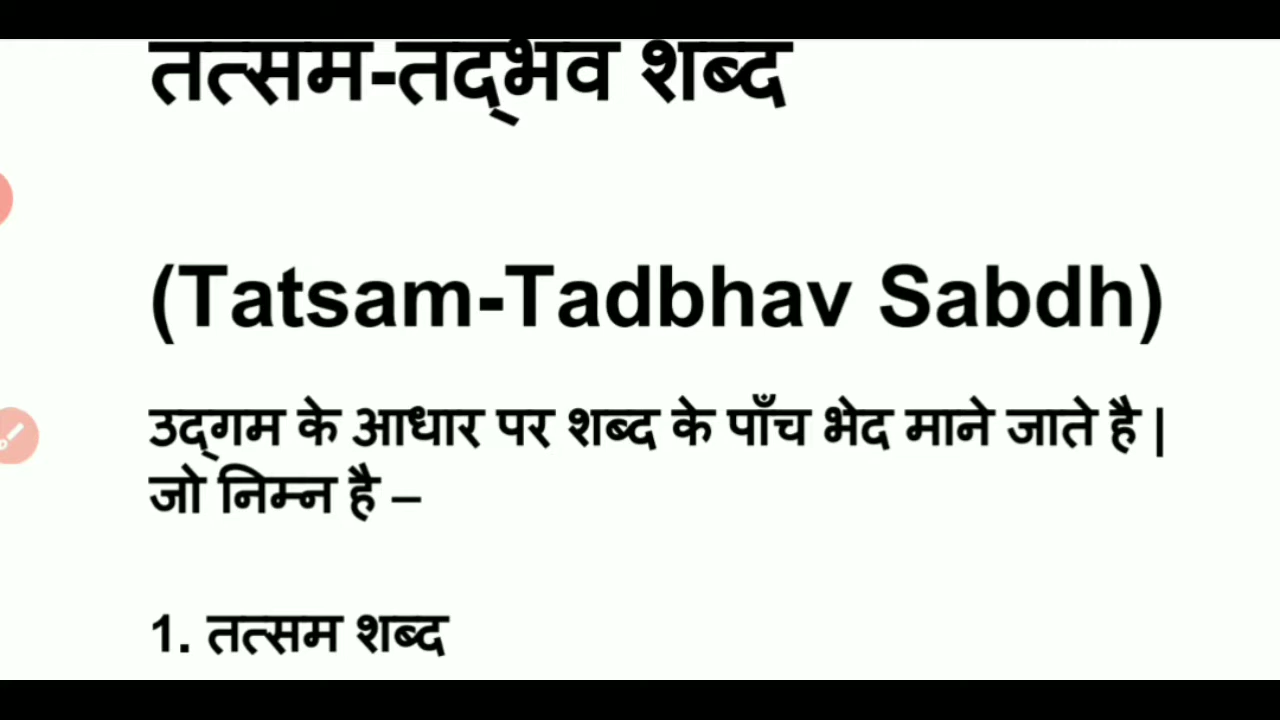 तत्सम-तद्‌भव शब्द
(Tatsam-Tadbhav Sabdh)
उद्‌गम के आधार पर शब्द के पाँच भेद माने जाते है |
जो निम्न है –
1. तत्सम शब्द